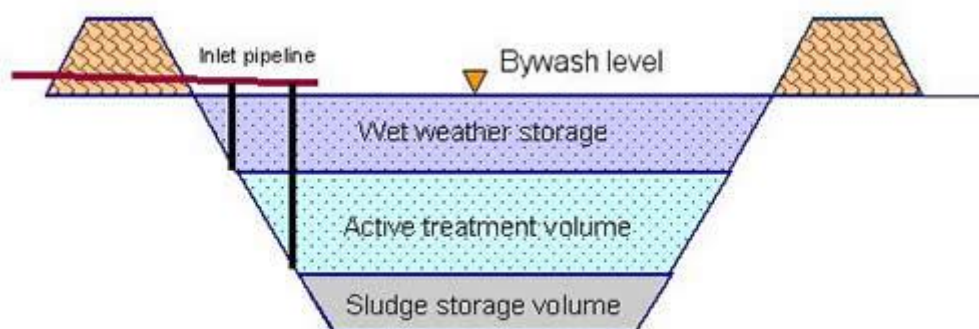 Inlet pipeline
Bywash level
Wet weather storage
Active treatment volume
Sludge storage volume